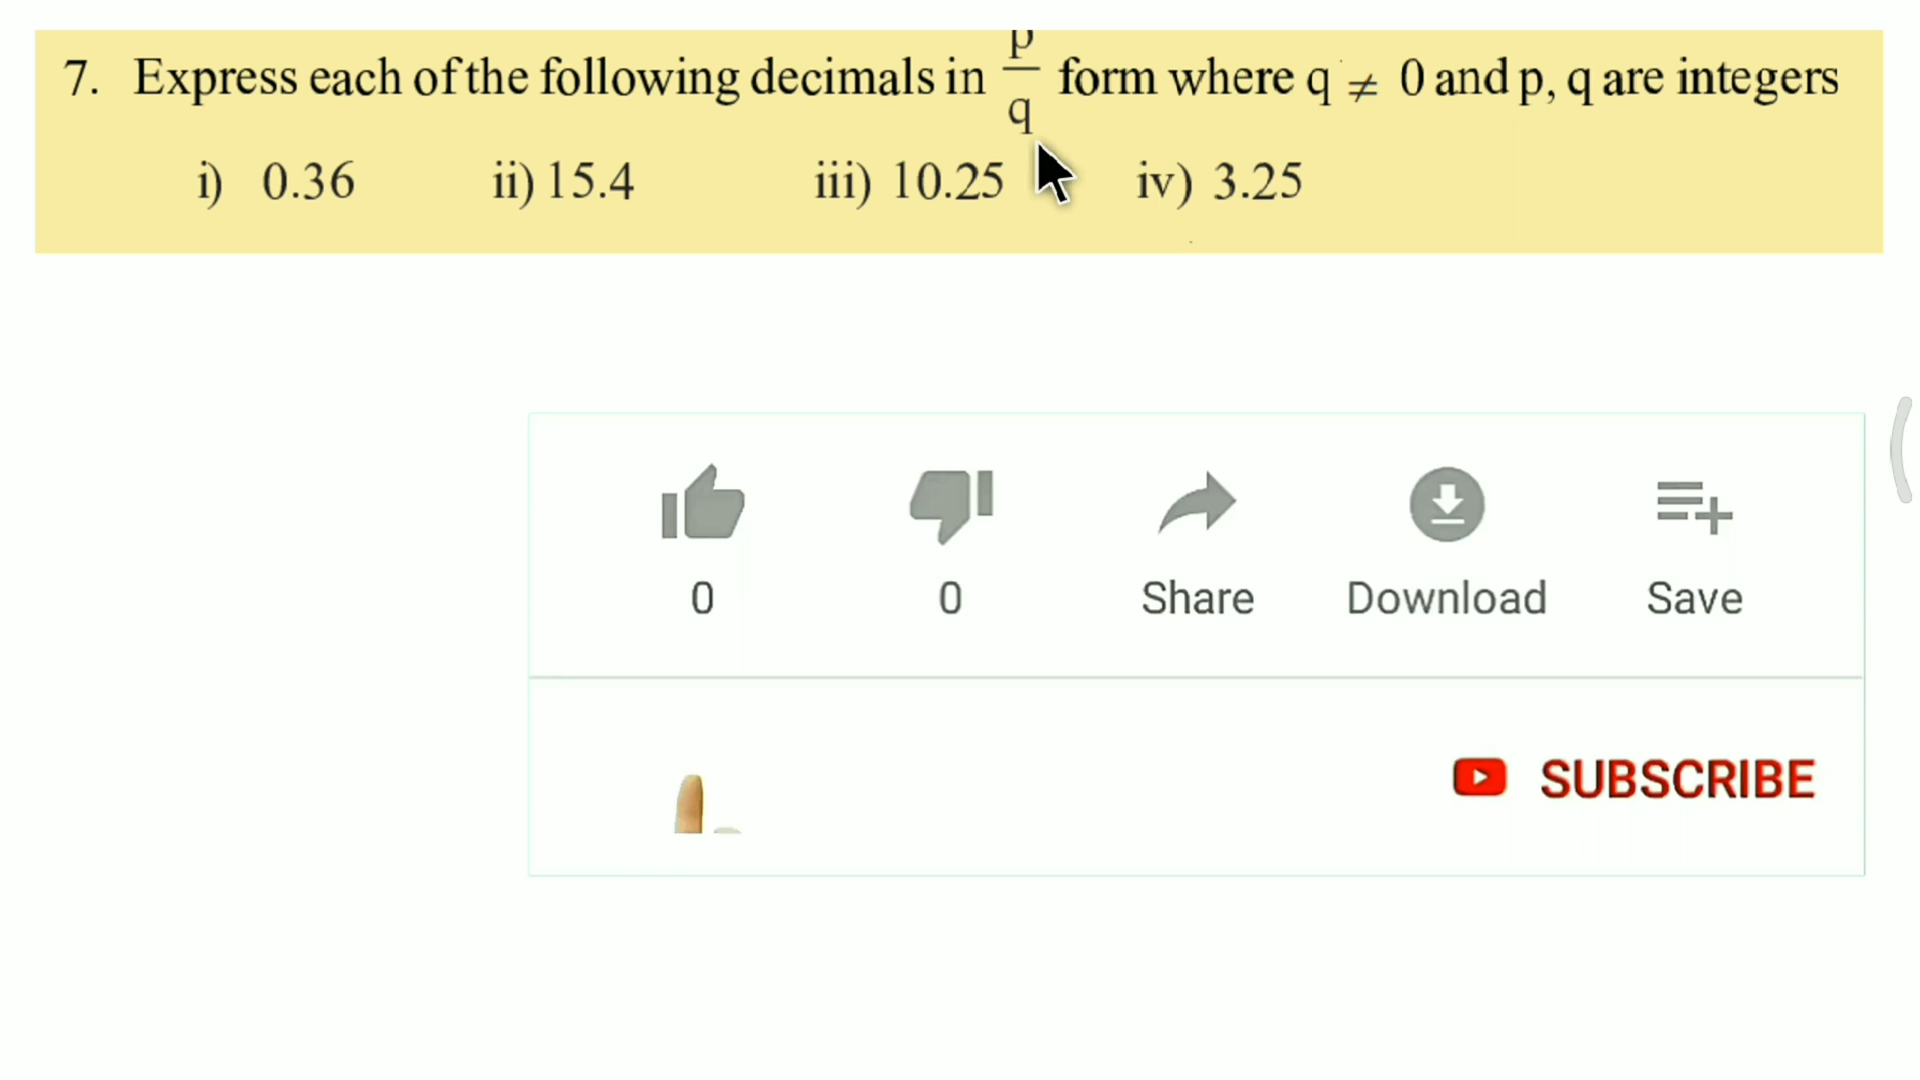 7. Express each of the following decimals in p/q form where q ≠ 0 and p, q are integers
i) 0.36 ii) 15.4 iii) 10.25 iv) 3.25
0 0 Share Download Save
SUBSCRIBE